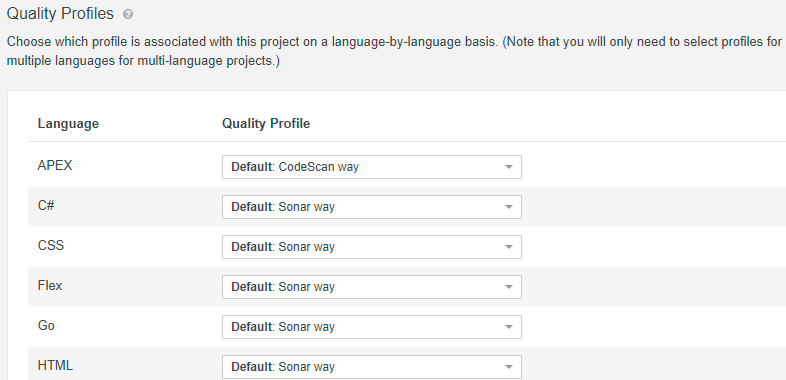 Quality Profiles ?
Choose which profile is associated with this project on a language-by-language basis. (Note that you will only need to select profiles for
multiple languages for multi-language projects.)
Language Quality Profile
APEX Default: CodeScan way
C# Default: Sonar way
CSS Default: Sonar way
Flex Default: Sonar way
Go Default: Sonar way
HTML Default: Sonar way